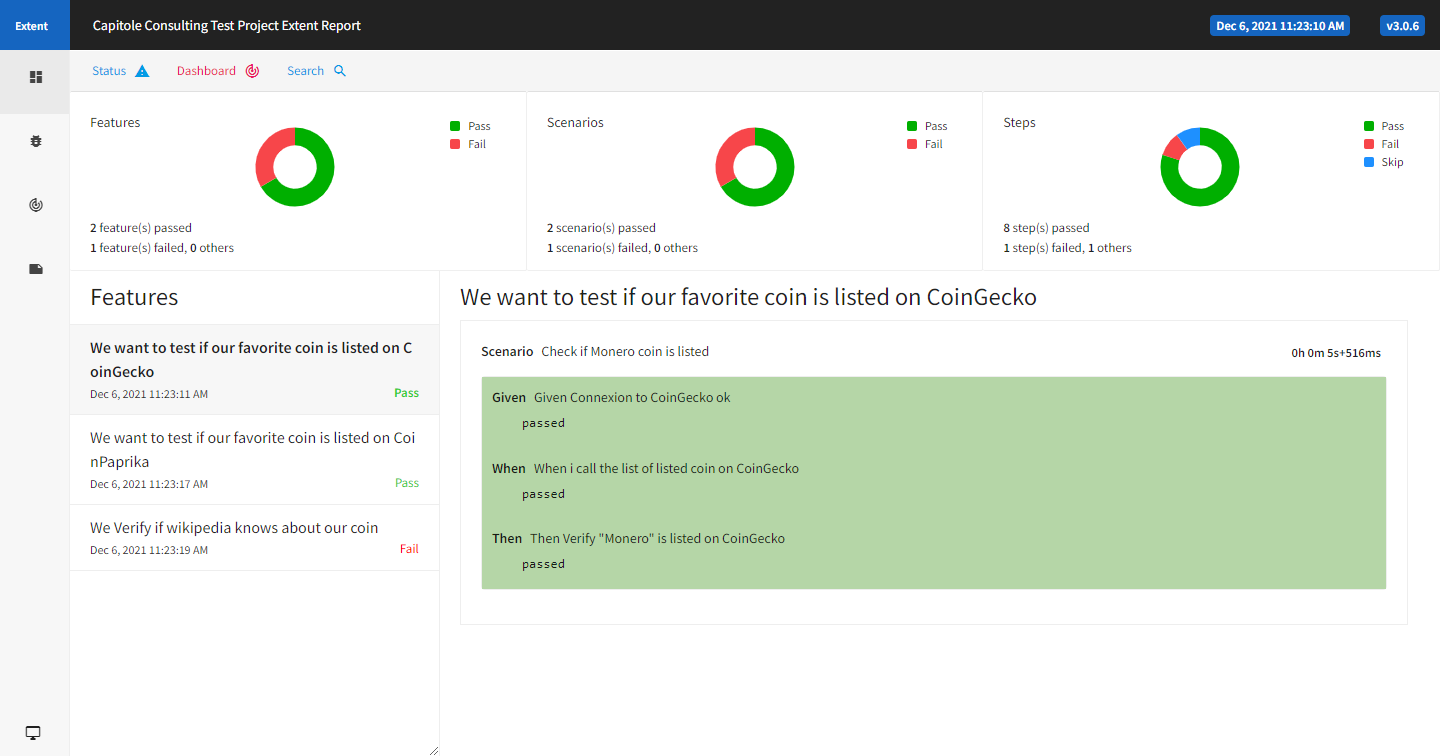 Extent
Capitole Consulting Test Project Extent Report
Dec 6, 2021 11:23:10 AM
v3.0.6
Status
Dashboard
Search
Features
Pass
Fail
2 feature(s) passed
1 feature(s) failed, 0 others
Scenarios
Pass
Fail
2 scenario(s) passed
1 scenario(s) failed, 0 others
Steps
Pass
Fail
Skip
8 step(s) passed
1 step(s) failed, 1 others
Features
We want to test if our favorite coin is listed on C
oinGecko
Dec 6, 2021 11:23:11 AM
Pass
We want to test if our favorite coin is listed on Coi
nPaprika
Dec 6, 2021 11:23:17 AM
Pass
We Verify if wikipedia knows about our coin
Dec 6, 2021 11:23:19 AM
Fail
We want to test if our favorite coin is listed on CoinGecko
Scenario Check if Monero coin is listed
0h 0m 5s+516ms
Given Given Connexion to CoinGecko ok
passed
When When i call the list of listed coin on CoinGecko
passed
Then Then Verify "Monero" is listed on CoinGecko
passed